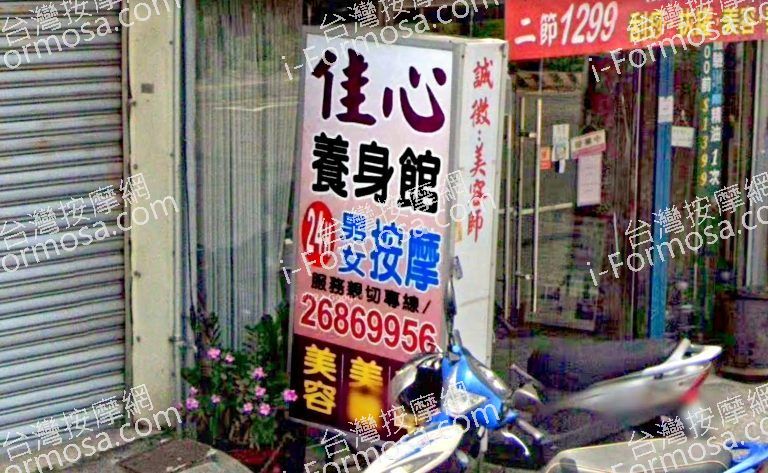 佳心
養身館
24H 男女按摩
服務親切專線/
26869956
美容
美
誠徵:美容師
二節1299
台灣按摩網
i-Formosa.com